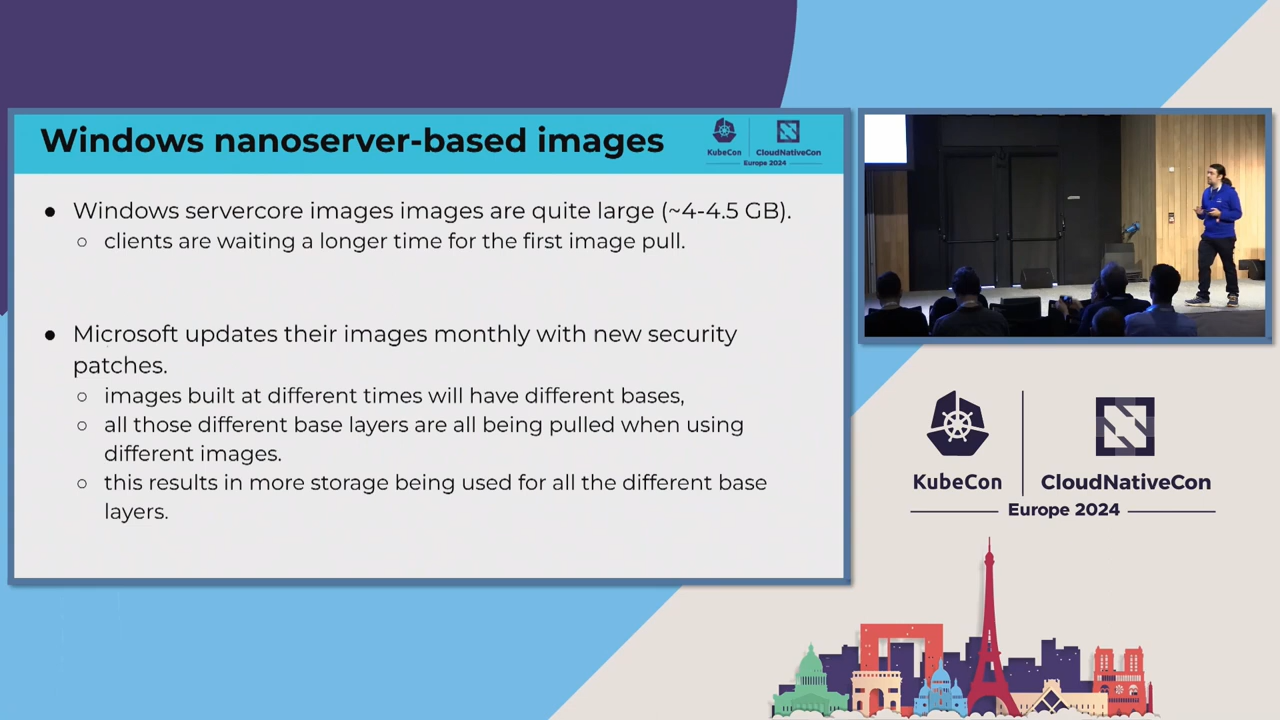 Windows nanoserver-based images
KubeCon
CloudNativeCon
Europe 2024
● Windows servercore images images are quite large (~4-4.5 GB).
○ clients are waiting a longer time for the first image pull.
● Microsoft updates their images monthly with new security
patches.
○ images built at different times will have different bases,
○ all those different base layers are all being pulled when using
different images.
○ this results in more storage being used for all the different base
layers.
KubeCon
CloudNativeCon
Europe 2024